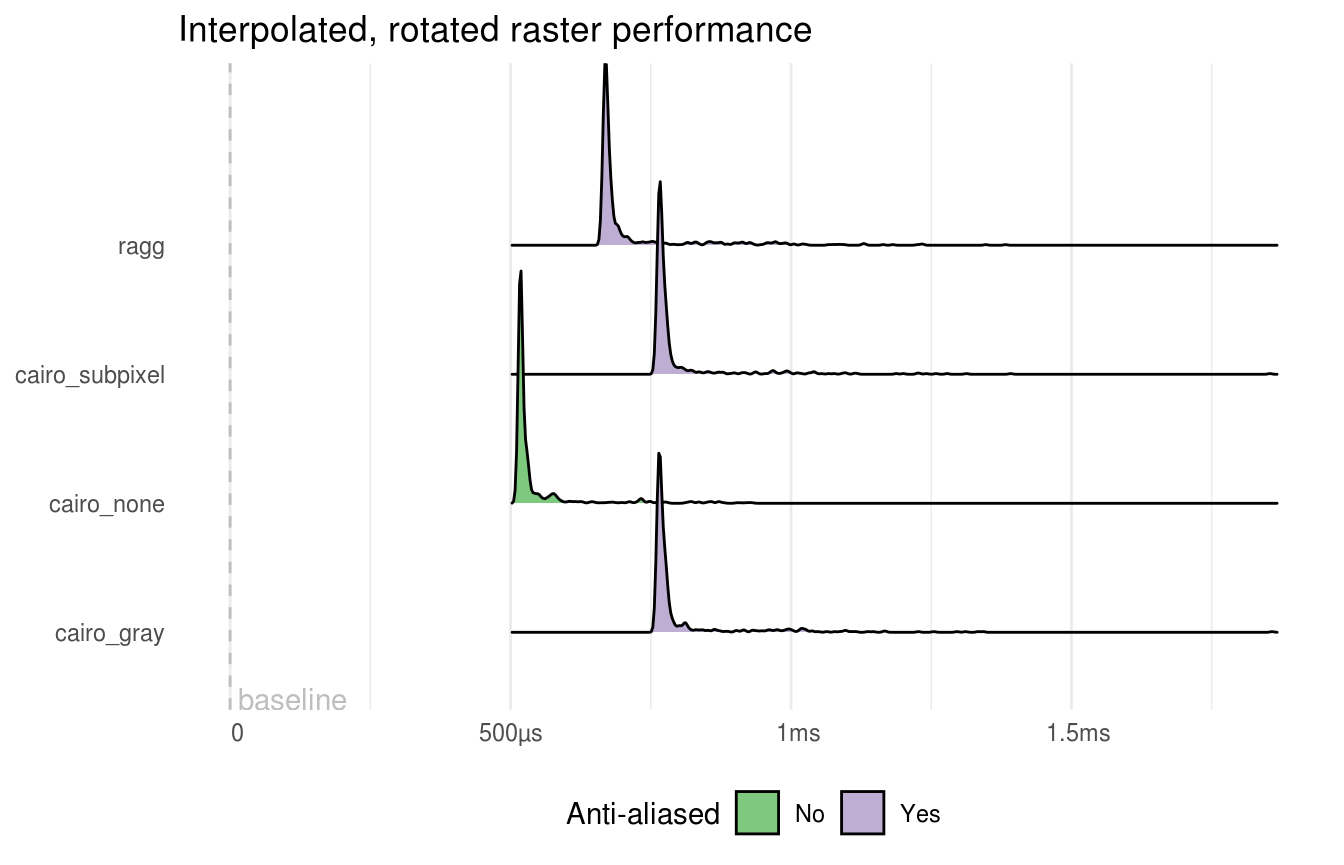 Interpolated, rotated raster performance
ragg
cairo_subpixel
cairo_none
cairo_gray
baseline
0 500µs 1ms 1.5ms
Anti-aliased No Yes